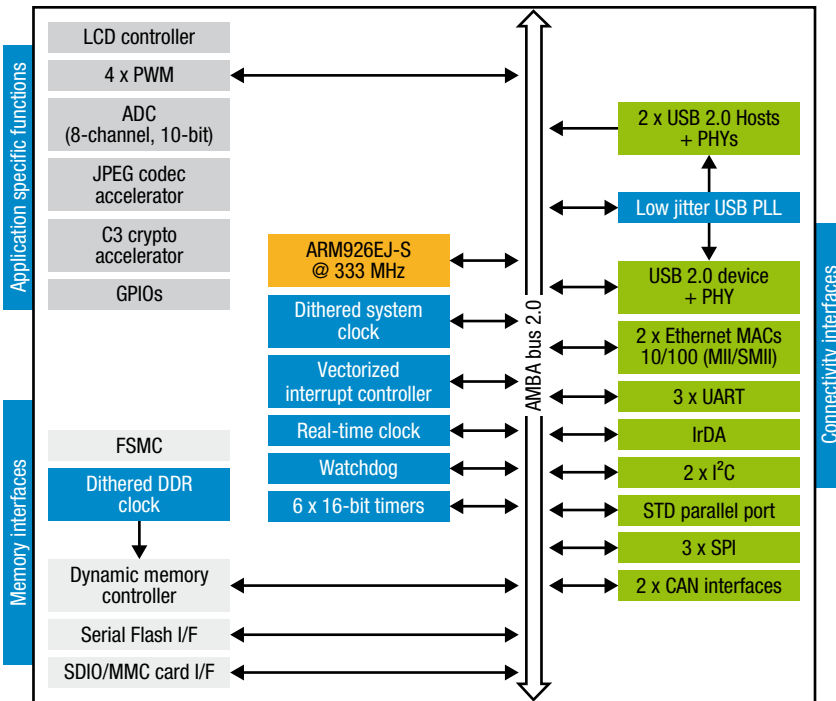 Application specific functions
LCD controller
4 x PWM
ADC
(8-channel, 10-bit)
JPEG codec
accelerator
C3 crypto
accelerator
GPIOs
Memory interfaces
FSMC
Dithered DDR
clock
Dynamic memory
controller
Serial Flash I/F
SDIO/MMC card I/F
ARM926EJ-S
@ 333 MHz
Dithered system
clock
Vectorized
interrupt controller
Real-time clock
Watchdog
6 x 16-bit timers
AMBA bus 2.0
2 x USB 2.0 Hosts
+ PHYs
Low jitter USB PLL
USB 2.0 device
+ PHY
2 x Ethernet MACs
10/100 (MII/SMII)
3 x UART
IrDA
2 x I²C
STD parallel port
3 x SPI
2 x CAN interfaces
Connectivity interfaces